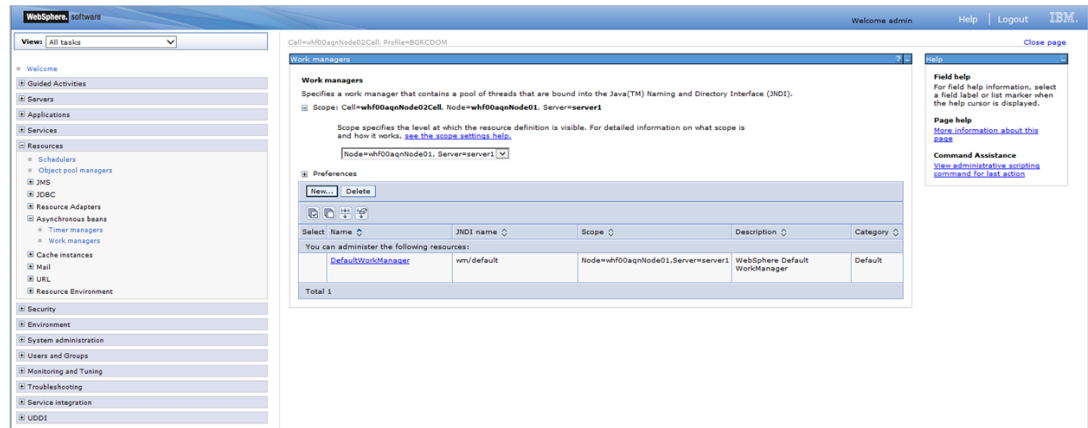 WebSphere. software
Welcome admin
Help | Logout
IBM.
View: All tasks
Welcome
Guided Activities
Servers
Applications
Services
Resources
Schedulers
Object pool managers
JMS
JDBC
Resource Adapters
Asynchronous beans
Timer managers
Work managers
Cache instances
Mail
URL
Resource Environment
Security
Environment
System administration
Users and Groups
Monitoring and Tuning
Troubleshooting
Service integration
UDDI
Cell=whf00aqnNode02Cell, Profile=BGRCDOM
Close page
Work managers
? -
Work managers
Specifies a work manager that contains a pool of threads that are bound into the Java(TM) Naming and Directory Interface (JNDI).
Scope: Cell=whf00aqnNode02Cell, Node=whf00aqnNode01, Server=server1
Scope specifies the level at which the resource definition is visible. For detailed information on what scope is
and how it works, see the scope settings help.
Node=whf00aqnNode01, Server=server1
Preferences
New... Delete
Select Name JNDI name Scope Description Category
You can administer the following resources:
DefaultWorkManager wm/default Node=whf00aqnNode01,Server=server1 WebSphere Default Default
WorkManager
Total 1
Help
Field help
For field help information, select
a field label or list marker when
the help cursor is displayed.
Page help
More information about this
page
Command Assistance
View administrative scripting
command for last action